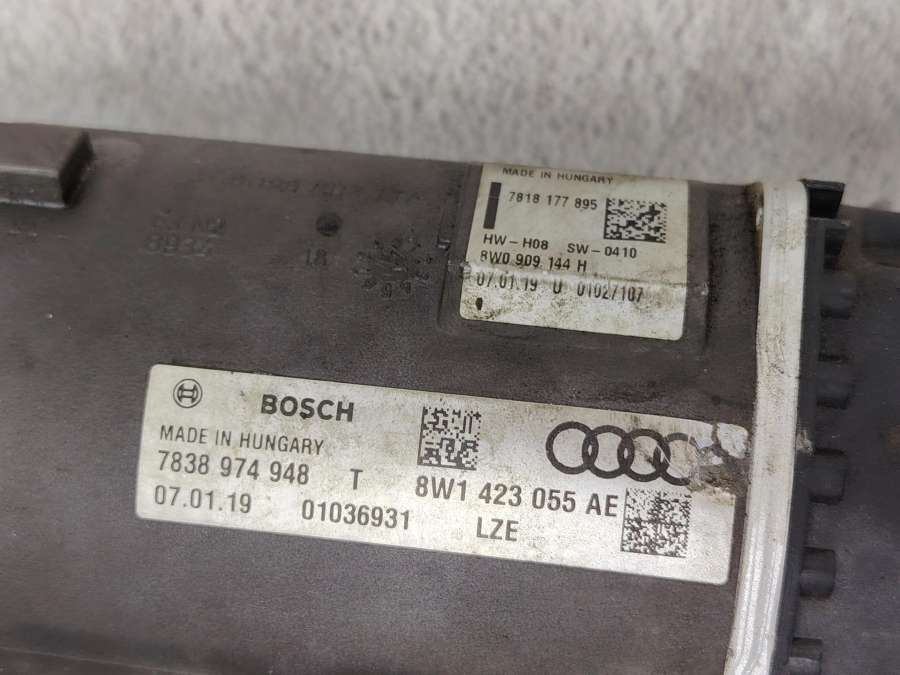 MADE IN HUNGARY
7818 177 895
HW-H08 SW-0410
8W0 909 144 H
07.01.19 U 01027107
18
BOSCH
MADE IN HUNGARY
7838 974 948 T
8W1 423 055 AE
07.01.19 01036931 LZE